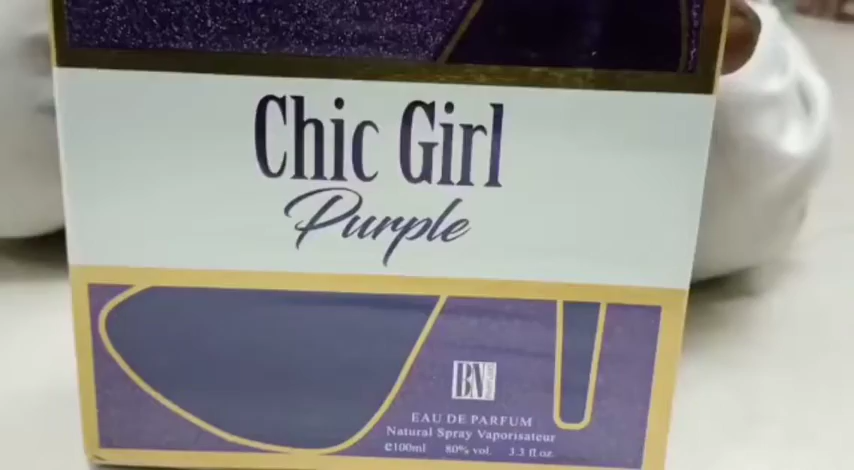 Chic Girl
Purple
BN
EAU DE PARFUM
Natural Spray Vaporisateur
e100ml 80% vol. 3.3 fl oz.